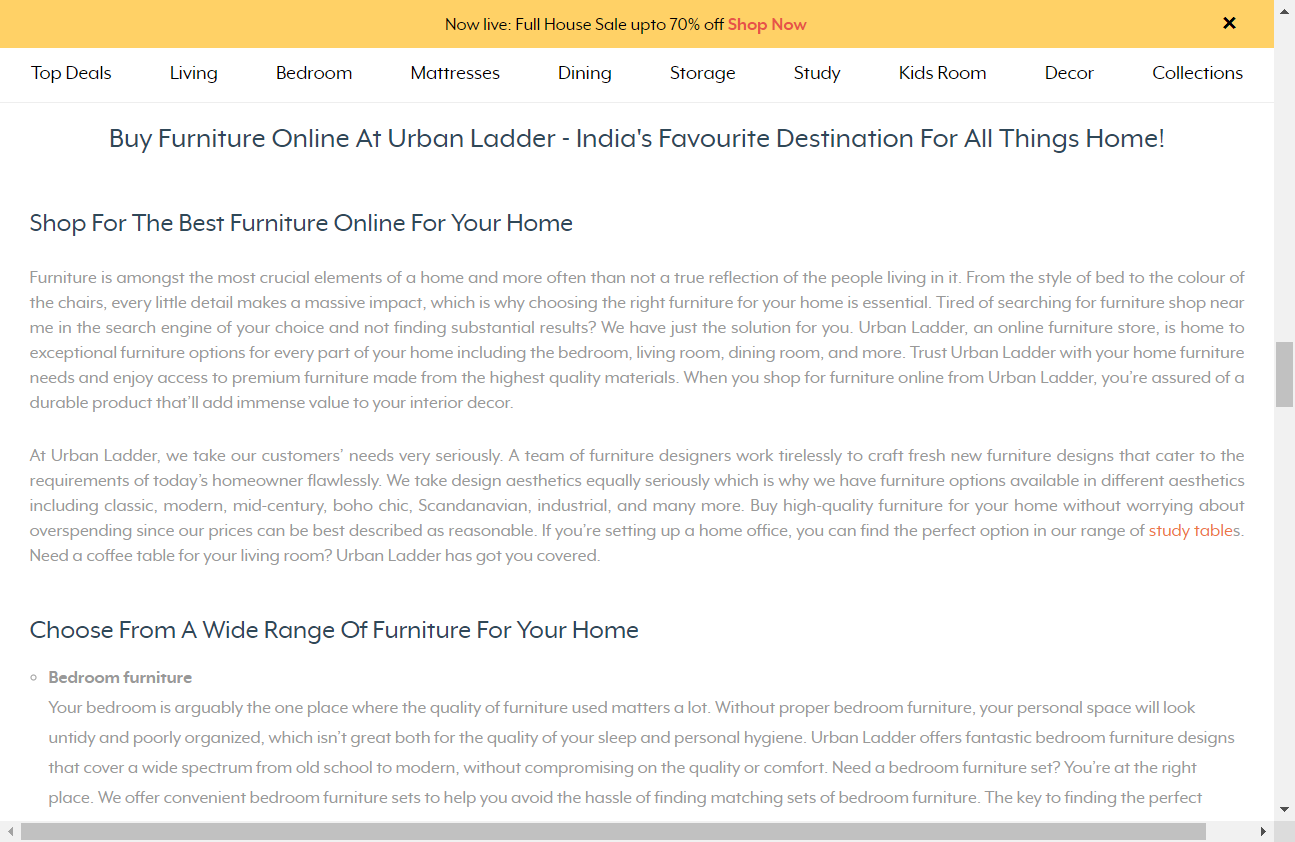 Now live: Full House Sale upto 70% off Shop Now ×
Top Deals Living Bedroom Mattresses Dining Storage Study Kids Room Decor Collections
Buy Furniture Online At Urban Ladder - India's Favourite Destination For All Things Home!
Shop For The Best Furniture Online For Your Home
Furniture is amongst the most crucial elements of a home and more often than not a true reflection of the people living in it. From the style of bed to the colour of
the chairs, every little detail makes a massive impact, which is why choosing the right furniture for your home is essential. Tired of searching for furniture shop near
me in the search engine of your choice and not finding substantial results? We have just the solution for you. Urban Ladder, an online furniture store, is home to
exceptional furniture options for every part of your home including the bedroom, living room, dining room, and more. Trust Urban Ladder with your home furniture
needs and enjoy access to premium furniture made from the highest quality materials. When you shop for furniture online from Urban Ladder, you’re assured of a
durable product that’ll add immense value to your interior decor.
At Urban Ladder, we take our customers’ needs very seriously. A team of furniture designers work tirelessly to craft fresh new furniture designs that cater to the
requirements of today’s homeowner flawlessly. We take design aesthetics equally seriously which is why we have furniture options available in different aesthetics
including classic, modern, mid-century, boho chic, Scandanavian, industrial, and many more. Buy high-quality furniture for your home without worrying about
overspending since our prices can be best described as reasonable. If you’re setting up a home office, you can find the perfect option in our range of study tables.
Need a coffee table for your living room? Urban Ladder has got you covered.
Choose From A Wide Range Of Furniture For Your Home
Bedroom furniture
Your bedroom is arguably the one place where the quality of furniture used matters a lot. Without proper bedroom furniture, your personal space will look
untidy and poorly organized, which isn’t great both for the quality of your sleep and personal hygiene. Urban Ladder offers fantastic bedroom furniture designs
that cover a wide spectrum from old school to modern, without compromising on the quality or comfort. Need a bedroom furniture set? You’re at the right
place. We offer convenient bedroom furniture sets to help you avoid the hassle of finding matching sets of bedroom furniture. The key to finding the perfect